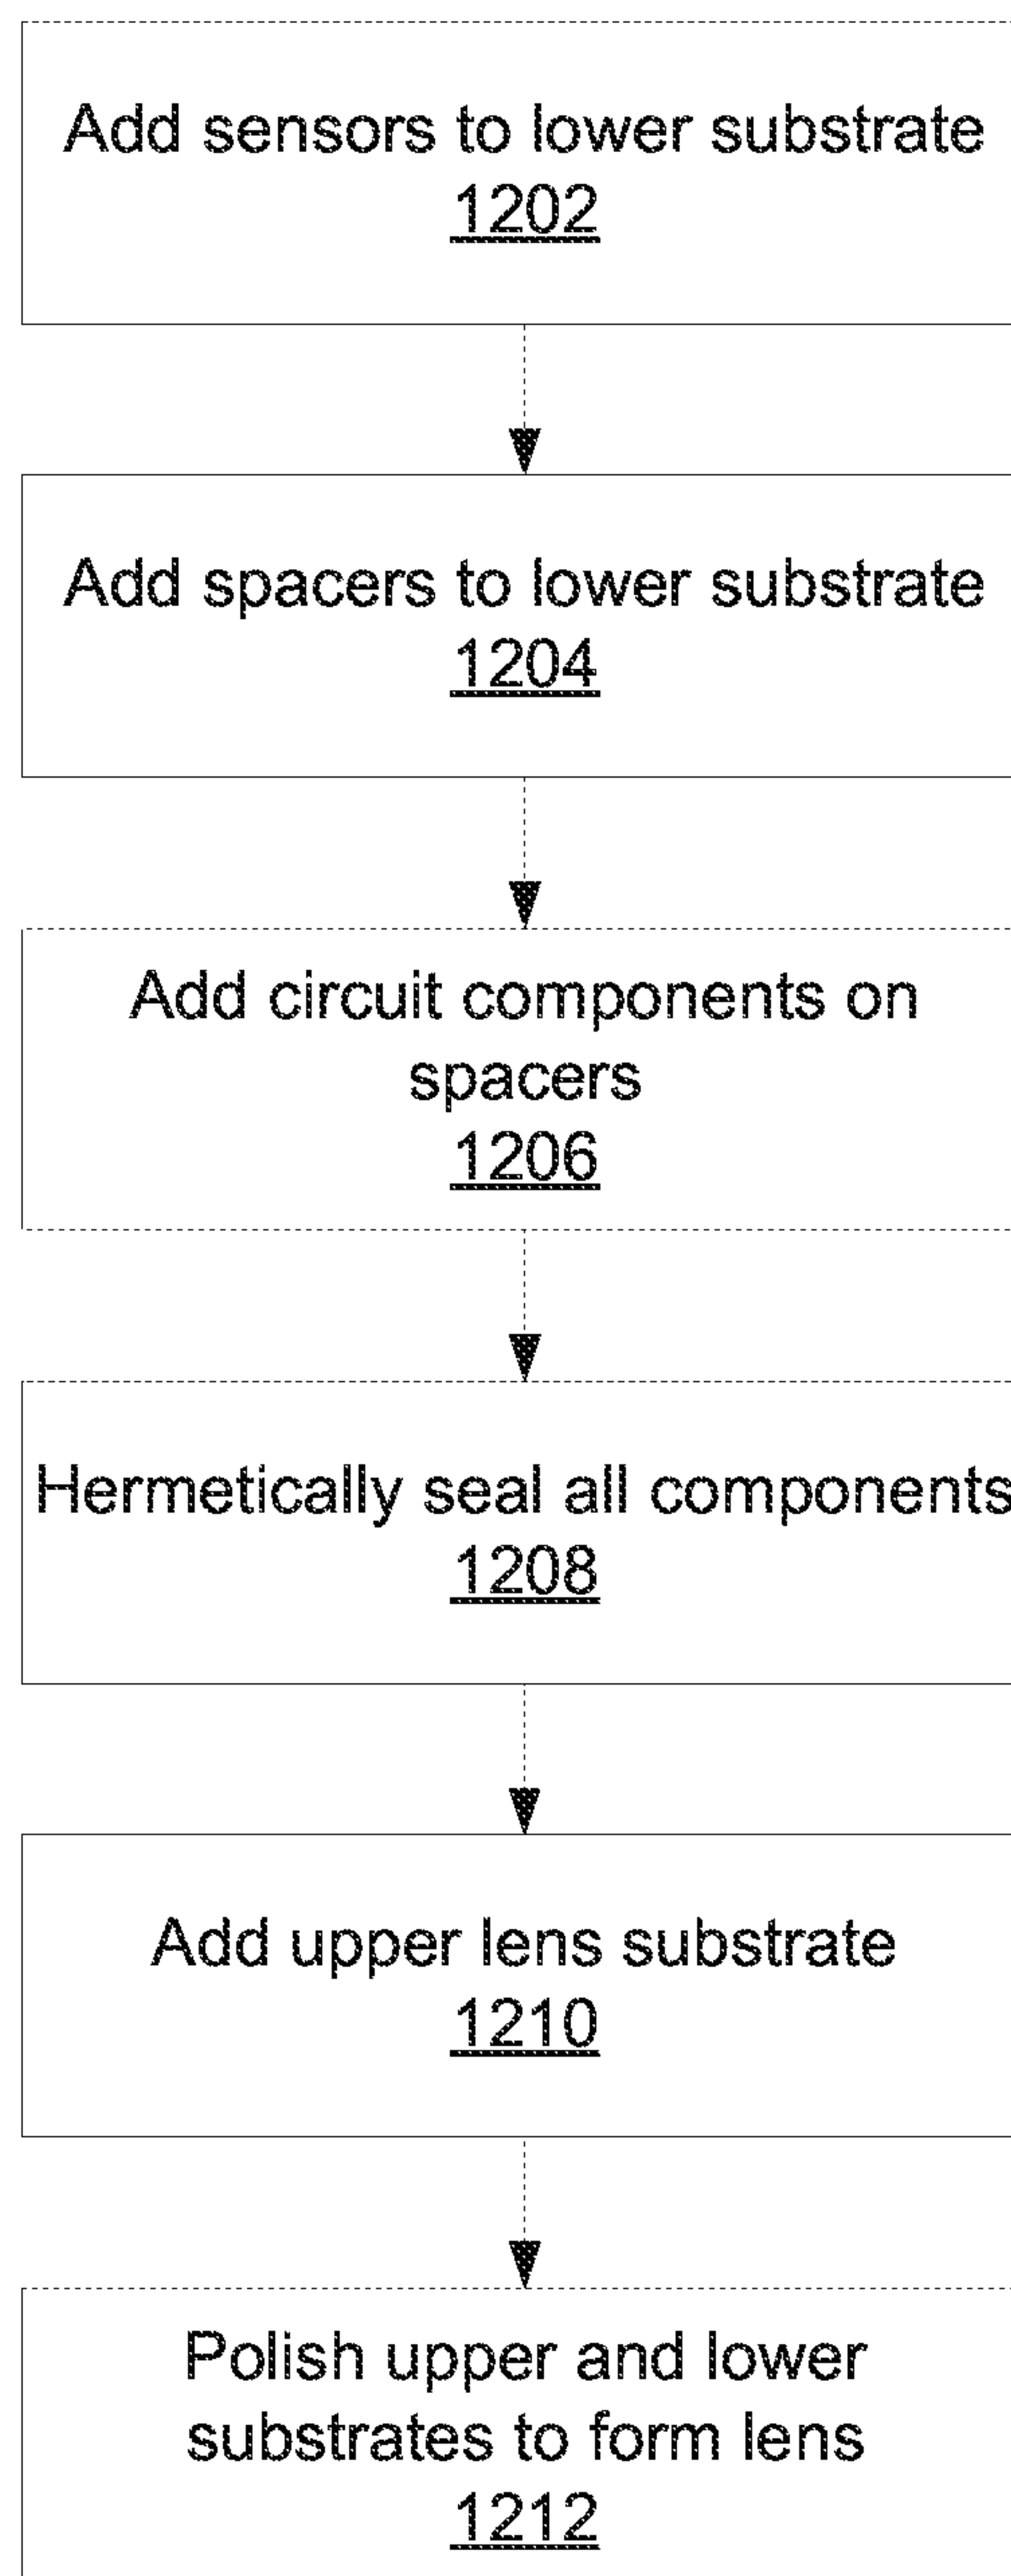 Add sensors to lower substrate
1202
Add spacers to lower substrate
1204
Add circuit components on
spacers
1206
Hermetically seal all components
1208
Add upper lens substrate
1210
Polish upper and lower
substrates to form lens
1212